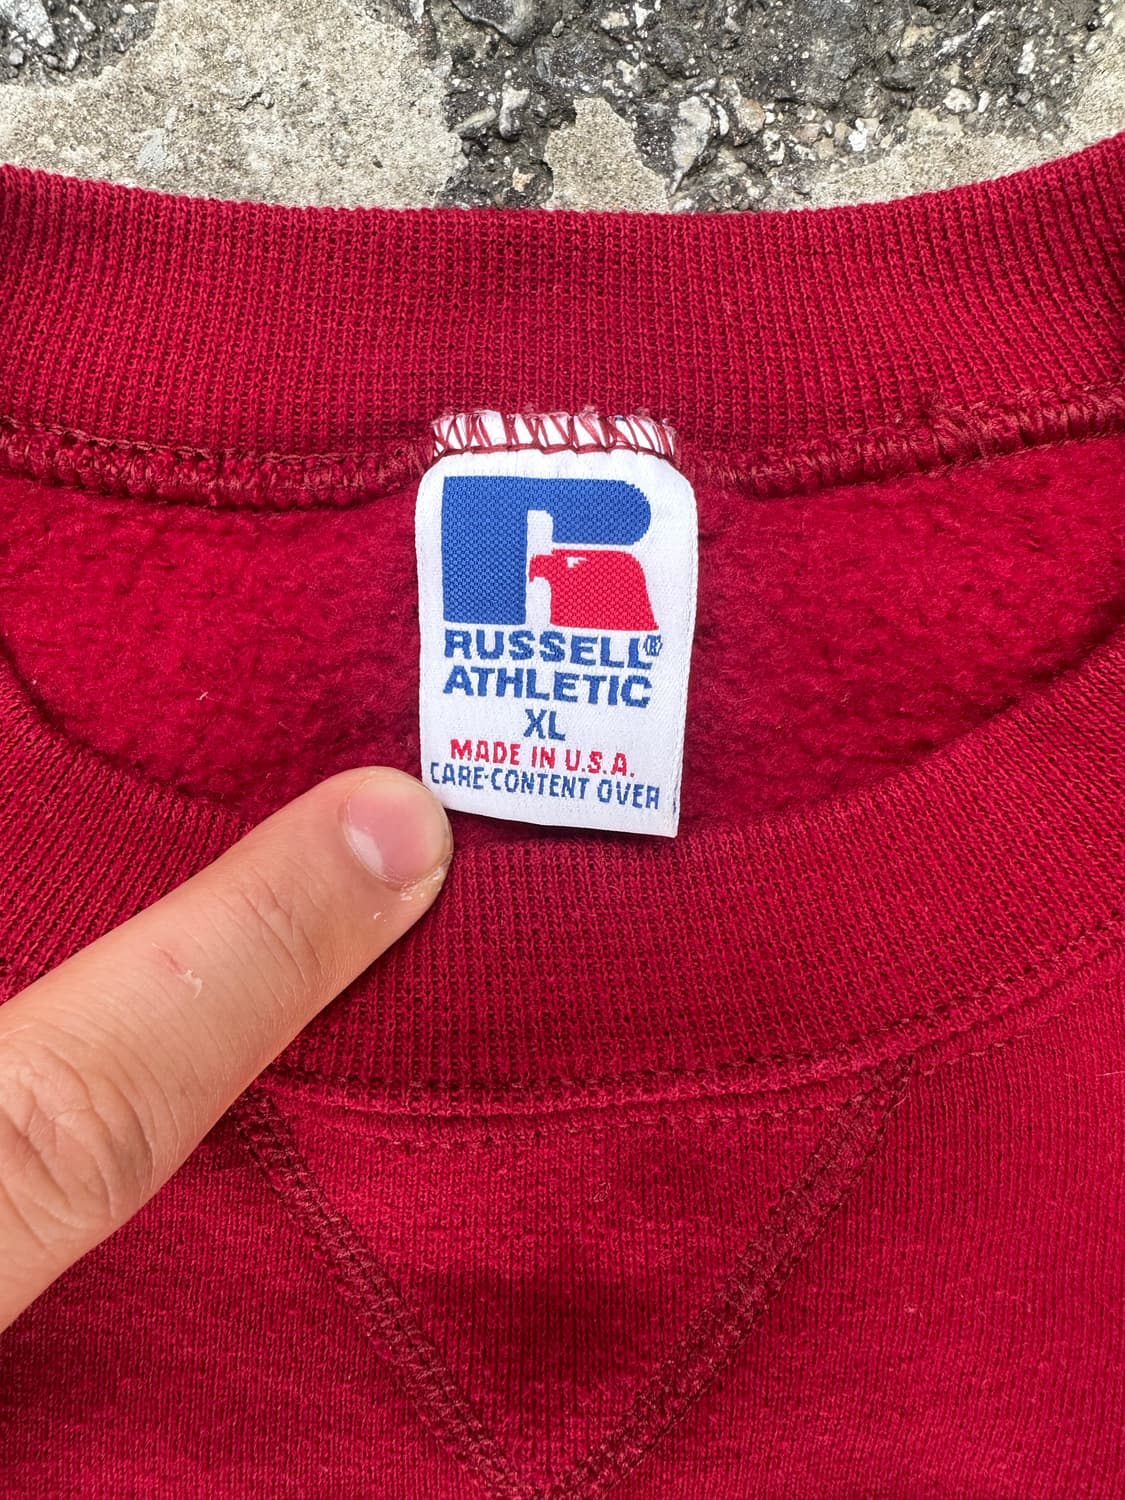 RUSSELL®
ATHLETIC
XL
MADE IN U.S.A.
CARE-CONTENT OVER